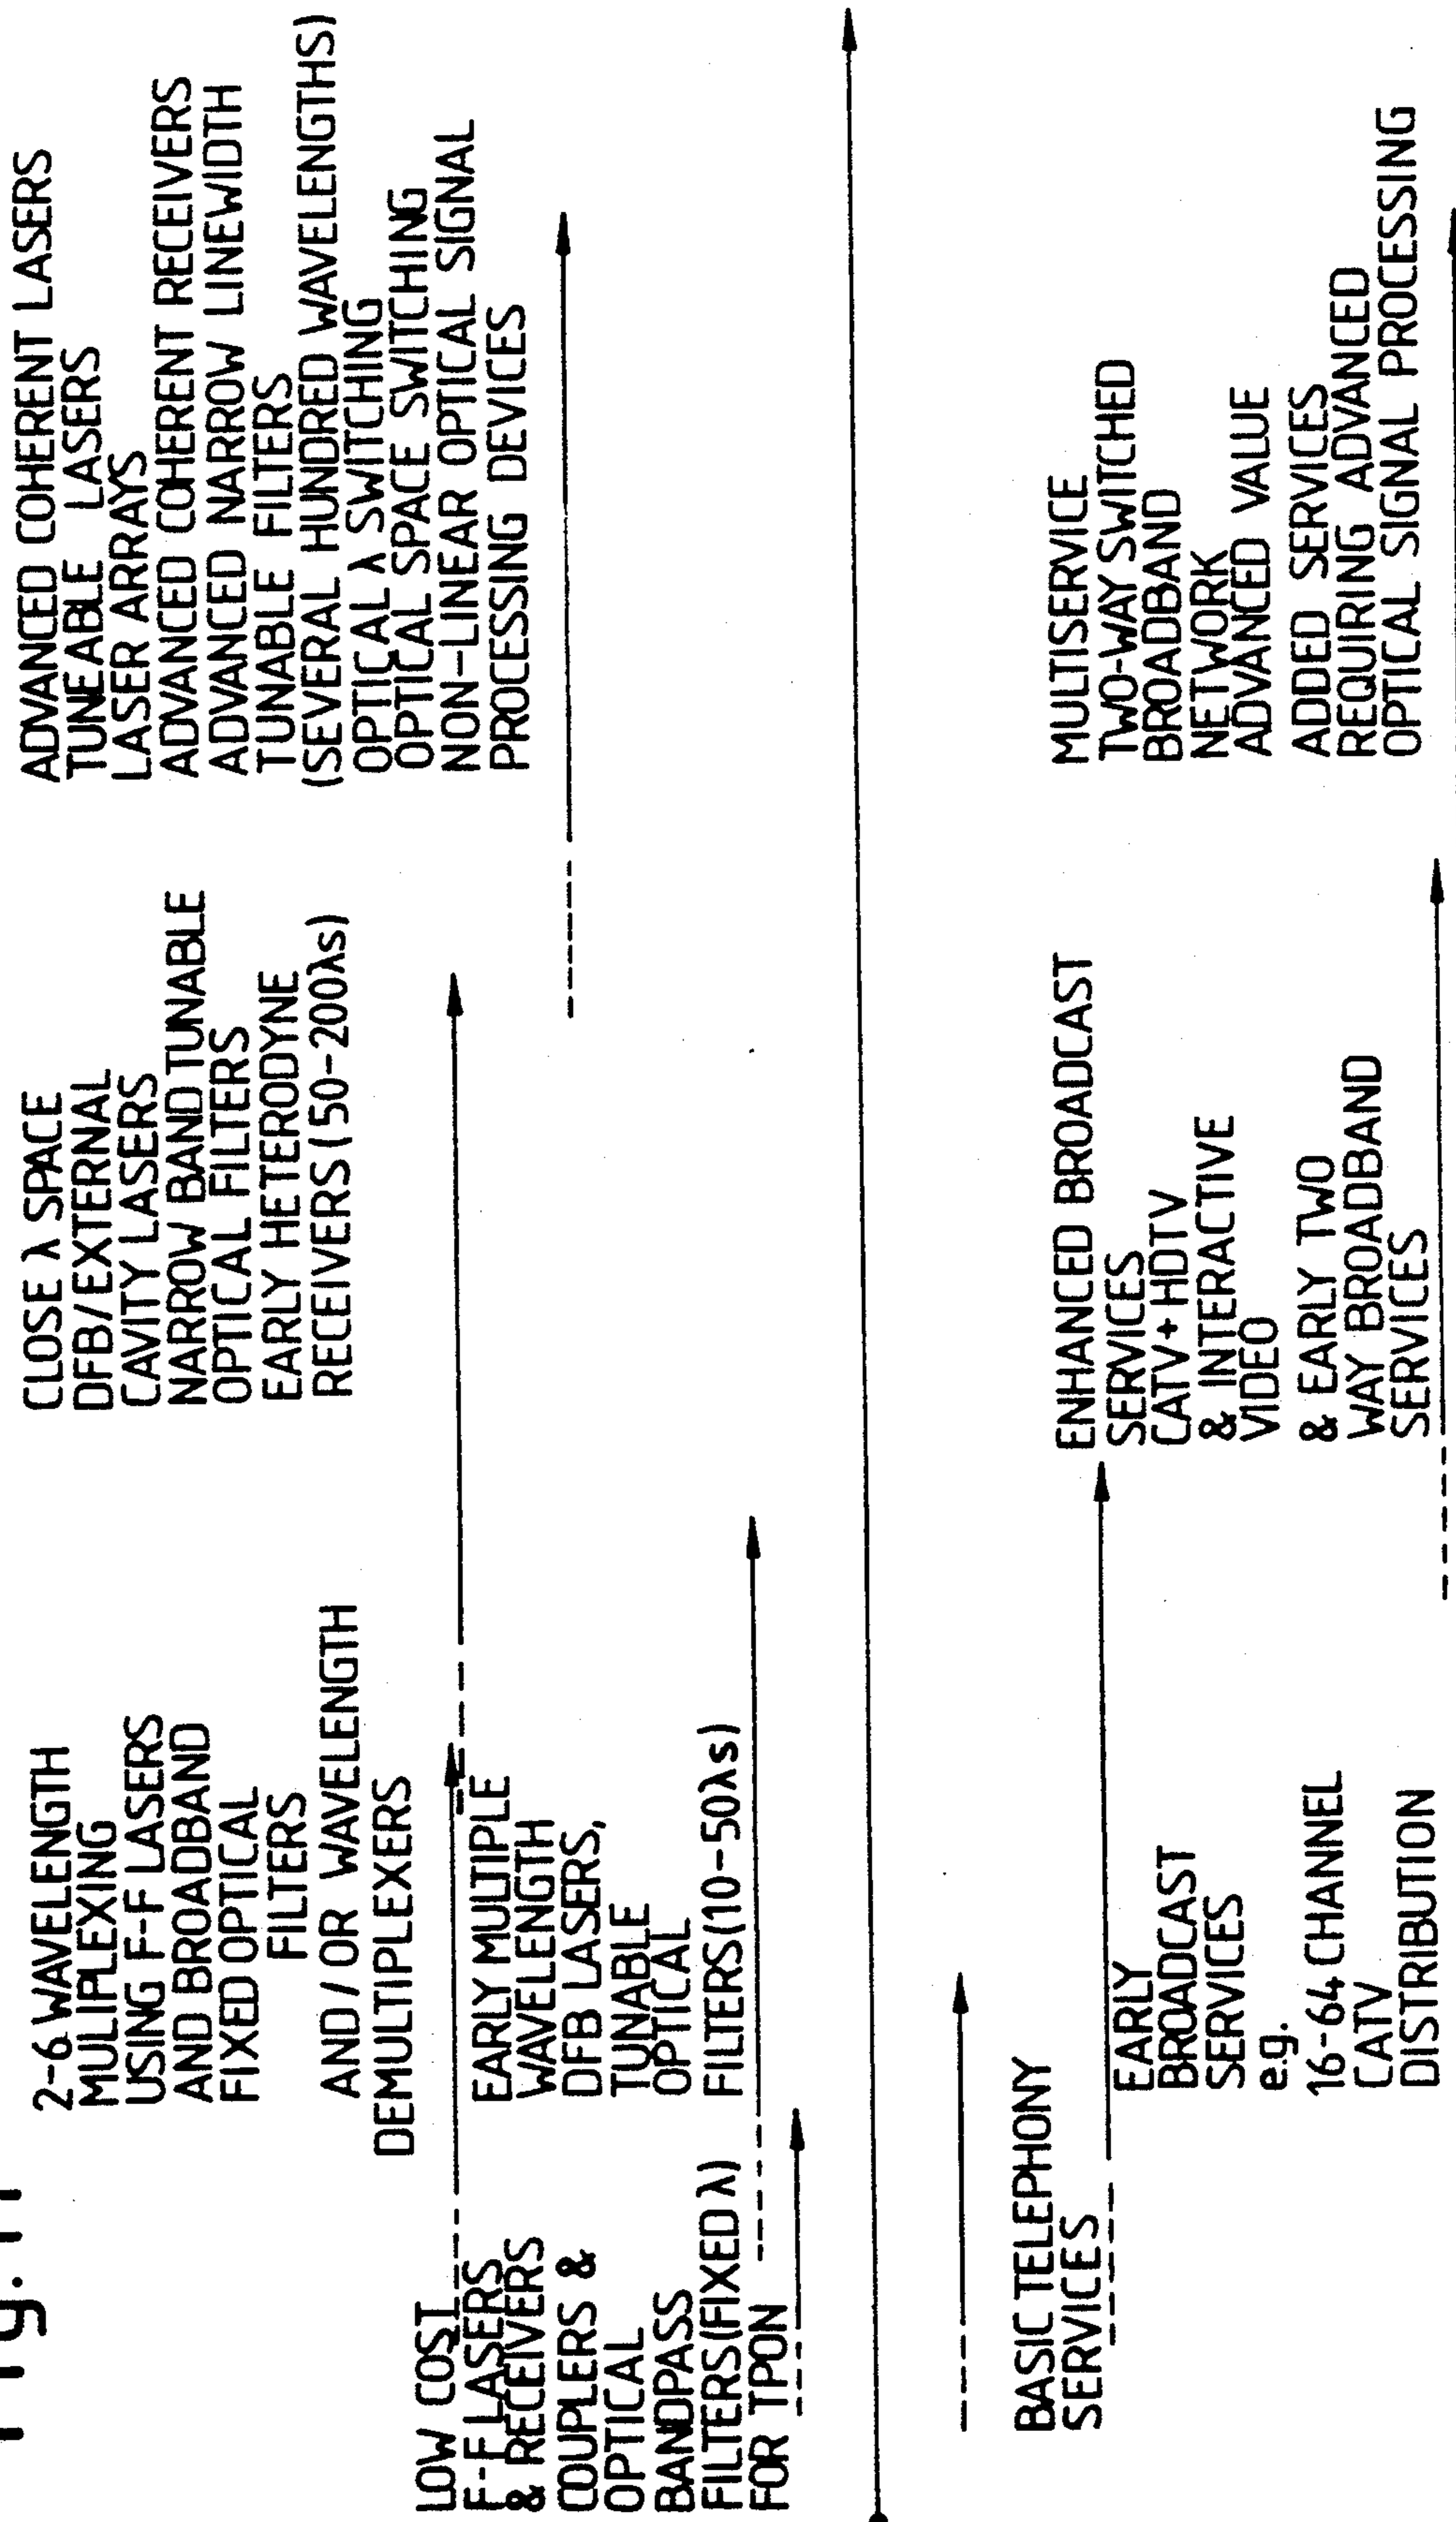 Fig.
LOW COST
F-F LASERS
& RECEIVERS
COUPLERS &
OPTICAL
BANDPASS
FILTERS(FIXED λ)
FOR TPON
2-6 WAVELENGTH
MULIPLEXING
USING F-F LASERS
AND BROADBAND
FIXED OPTICAL
FILTERS
AND / OR WAVELENGTH
DEMULTIPLEXERS
EARLY MULTIPLE
WAVELENGTH
DFB LASERS,
TUNABLE
OPTICAL
FILTERS(10-50λs)
CLOSE λ SPACE
DFB/EXTERNAL
CAVITY LASERS
NARROW BAND TUNABLE
OPTICAL FILTERS
EARLY HETERODYNE
RECEIVERS (50-200λs)
ADVANCED COHERENT LASERS
TUNEABLE LASERS
LASER ARRAYS
ADVANCED COHERENT RECEIVERS
ADVANCED NARROW LINEWIDTH
TUNABLE FILTERS
(SEVERAL HUNDRED WAVELENGTHS)
OPTICAL λ SWITCHING
OPTICAL SPACE SWITCHING
NON-LINEAR OPTICAL SIGNAL
PROCESSING DEVICES
BASIC TELEPHONY
SERVICES
EARLY
BROADCAST
SERVICES
e.g.
16-64 CHANNEL
CATV
DISTRIBUTION
ENHANCED BROADCAST
SERVICES
CATV + HDTV
& INTERACTIVE
VIDEO
& EARLY TWO
WAY BROADBAND
SERVICES
MULTISERVICE
TWO-WAY SWITCHED
BROADBAND
NETWORK
ADVANCED VALUE
ADDED SERVICES
REQUIRING ADVANCED
OPTICAL SIGNAL PROCESSING